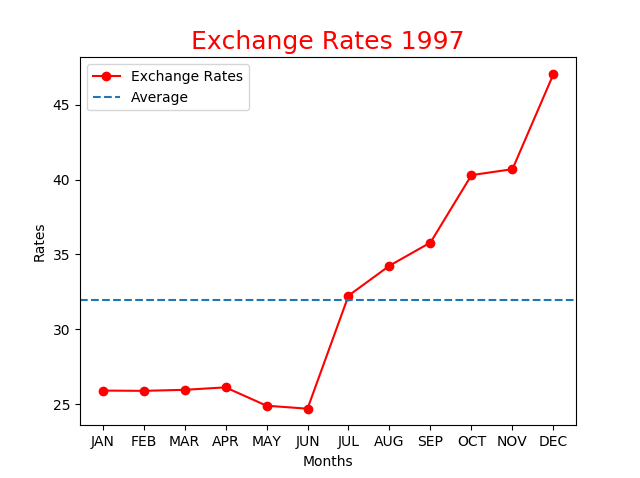 Exchange Rates 1997
Exchange Rates
Average
45
40
35
30
25
Rates
JAN FEB MAR APR MAY JUN JUL AUG SEP OCT NOV DEC
Months